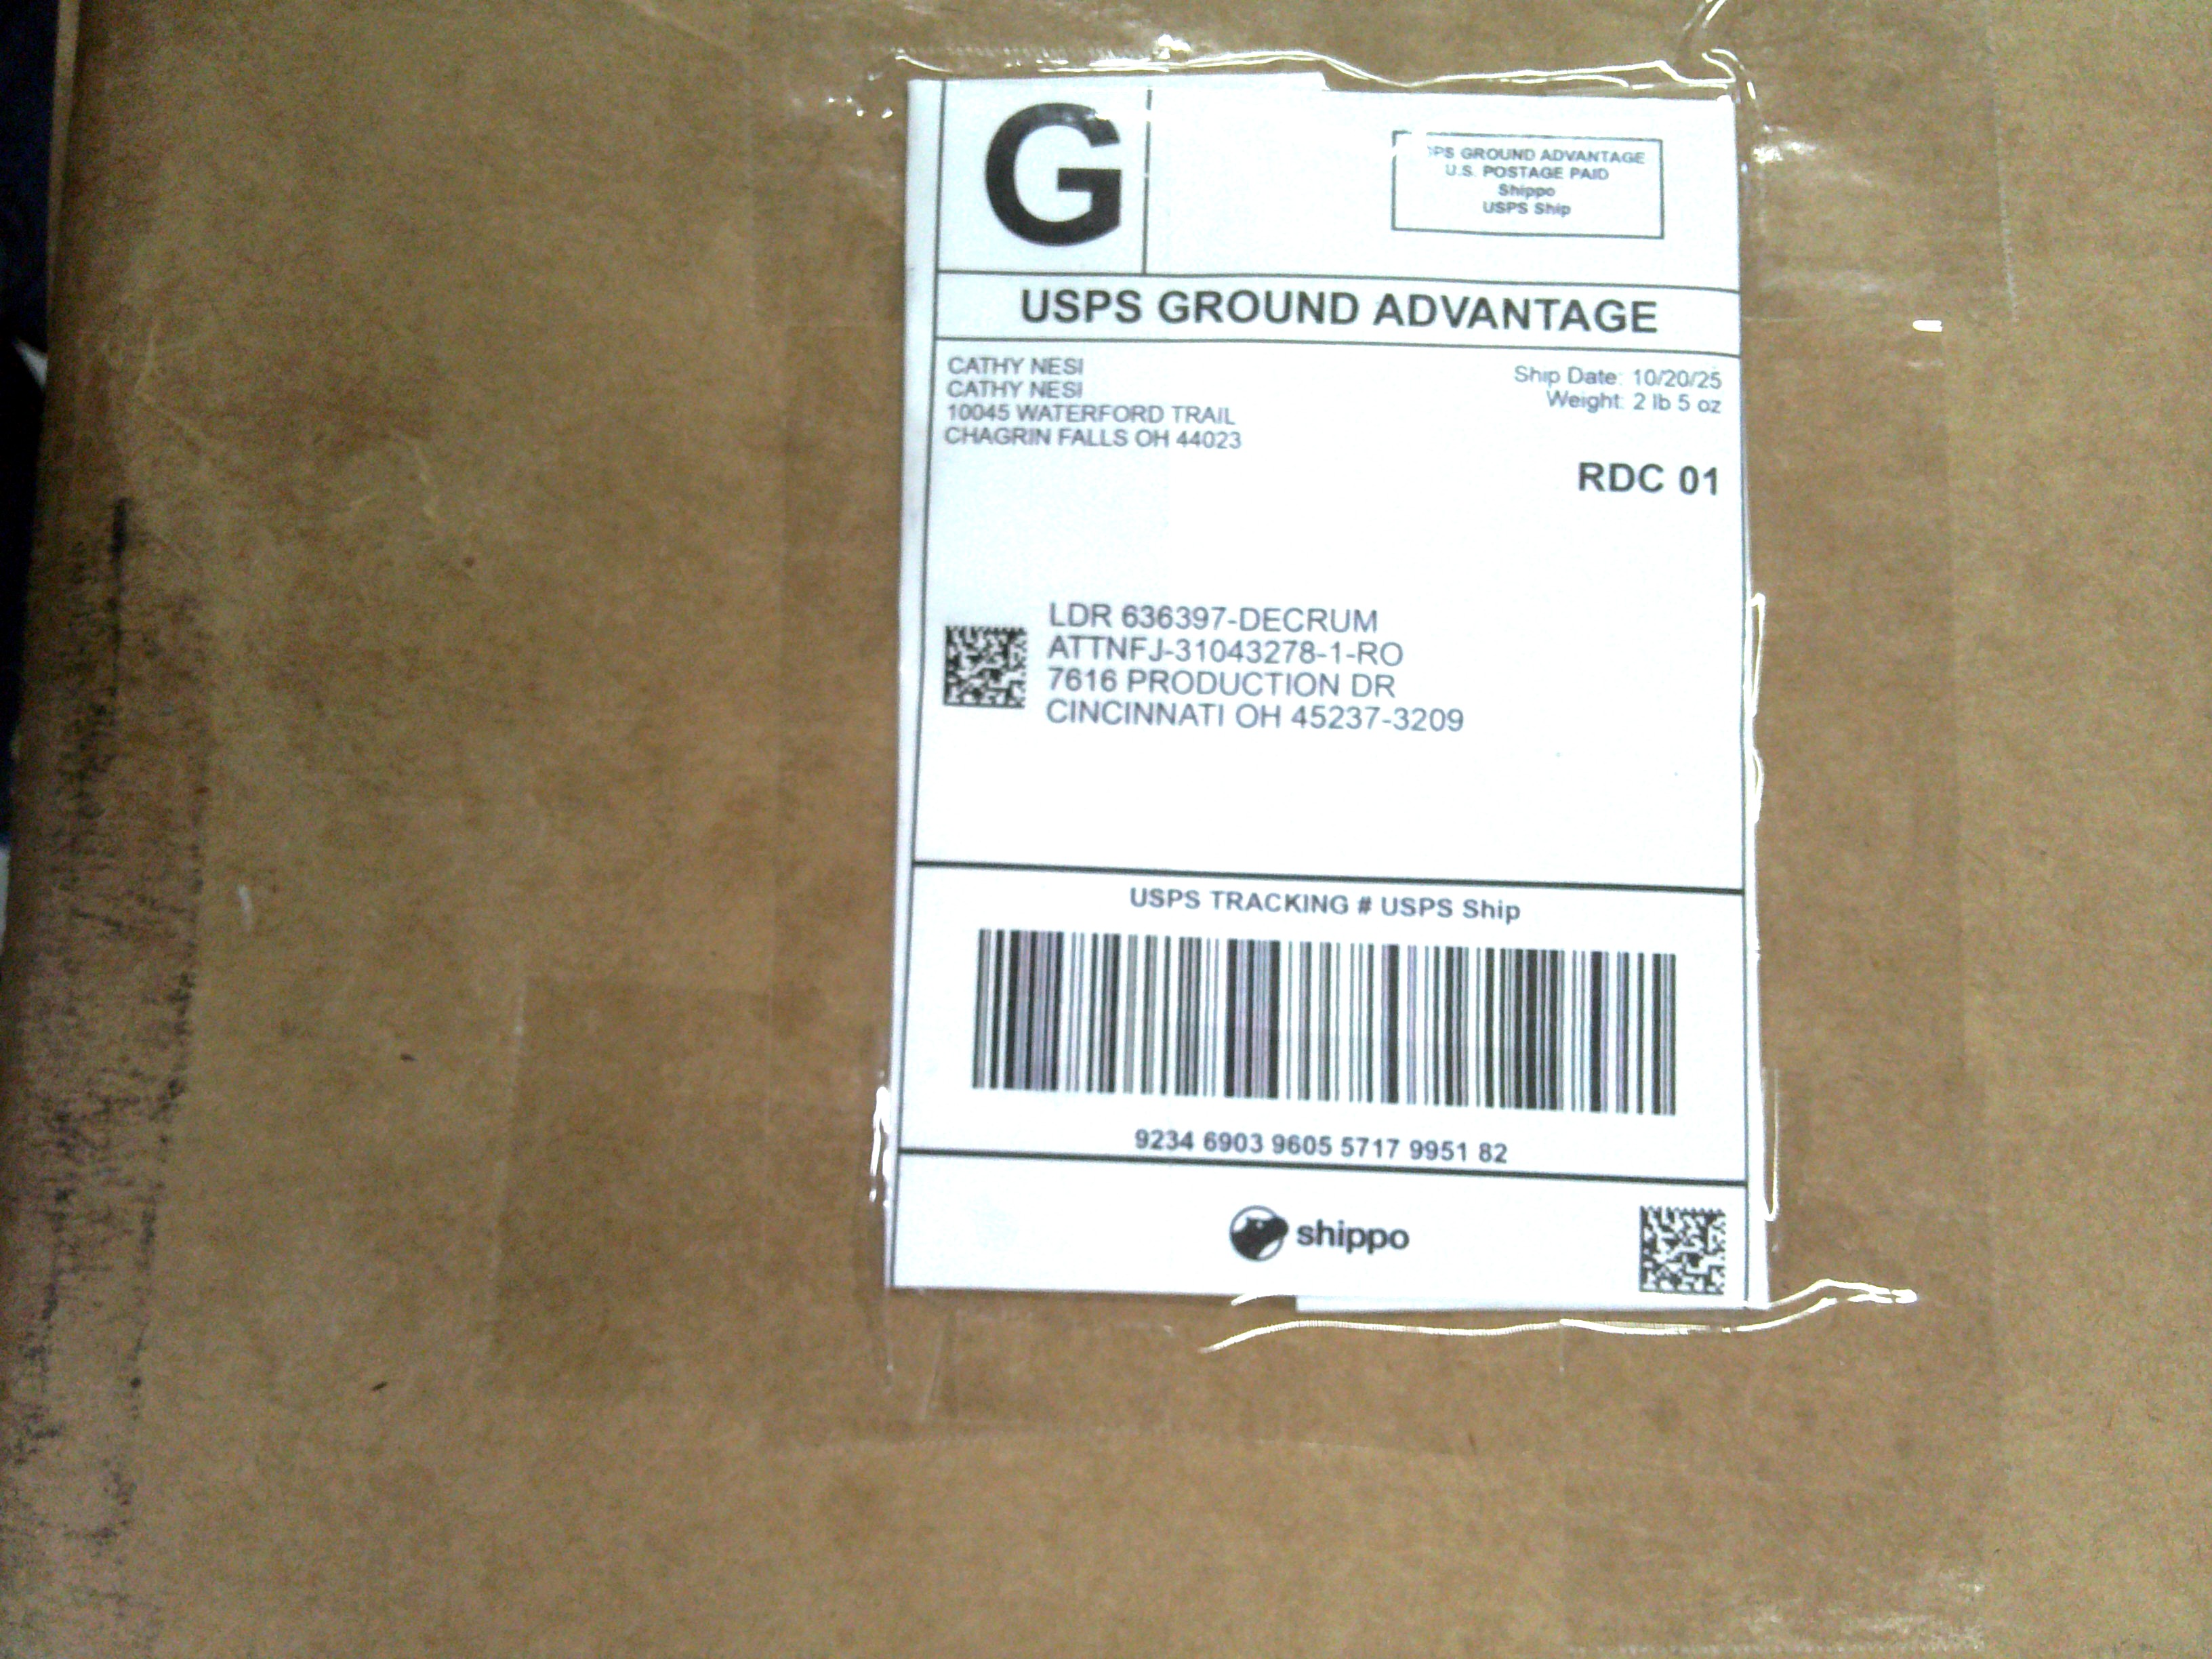 G
USPS GROUND ADVANTAGE
U.S. POSTAGE PAID
Shippo
USPS Ship
USPS GROUND ADVANTAGE
CATHY NESI
CATHY NESI
10045 WATERFORD TRAIL
CHAGRIN FALLS OH 44023
Ship Date: 10/20/25
Weight: 2 lb 5 oz
RDC 01
LDR 636397-DECRUM
ATTNFJ-31043278-1-RO
7616 PRODUCTION DR
CINCINNATI OH 45237-3209
USPS TRACKING # USPS Ship
9234 6903 9605 5717 9951 82
shippo